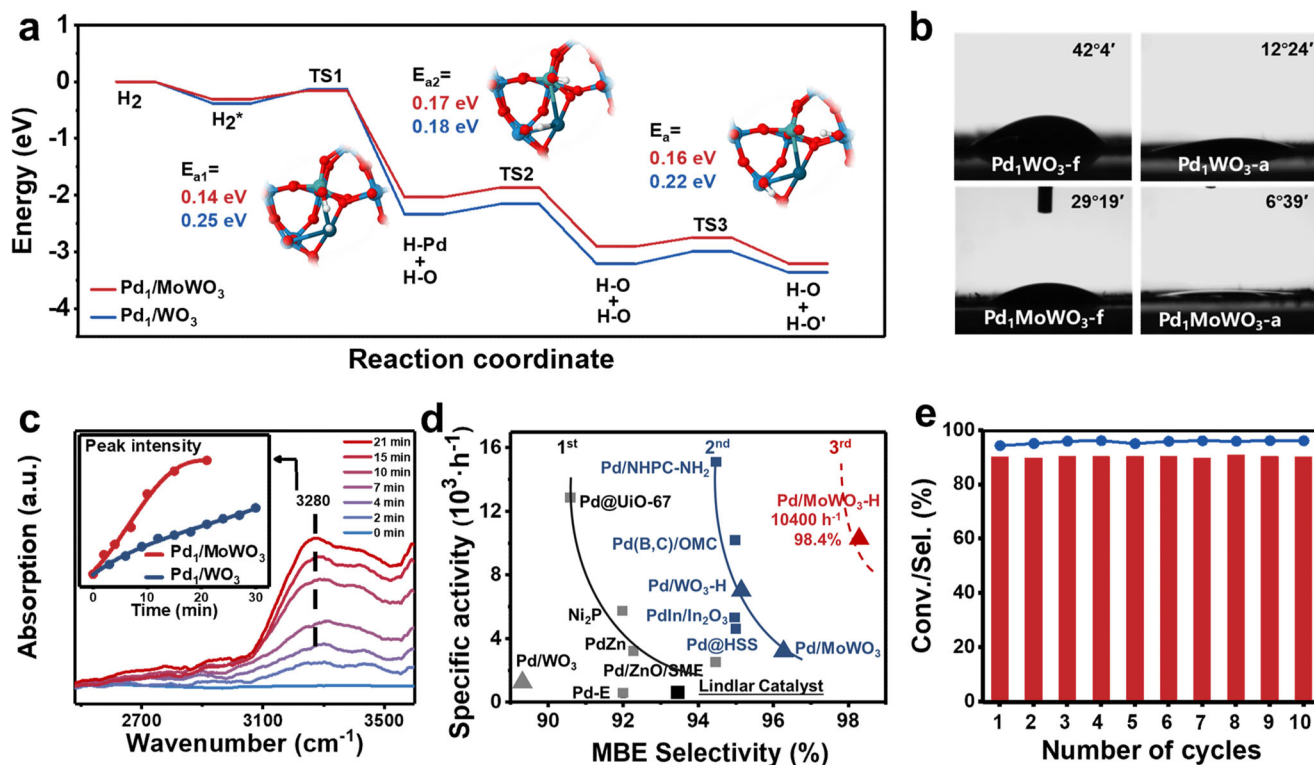 a
1
0
-1
-2
-3
-4
Energy (eV)
H₂
H₂*
TS1
Eₐ₁=
0.14 eV
0.25 eV
H-Pd
+
H-O
Eₐ₂=
0.17 eV
0.18 eV
TS2
H-O
+
H-O
Eₐ=
0.16 eV
0.22 eV
TS3
H-O
+
H-O'
Pd₁/MoWO₃
Pd₁/WO₃
Reaction coordinate
b
42°4′
Pd₁WO₃-f
12°24′
Pd₁WO₃-a
29°19′
Pd₁MoWO₃-f
6°39′
Pd₁MoWO₃-a
c
Absorption (a.u.)
Peak intensity
Pd₁/MoWO₃
Pd₁/WO₃
0 10 20 30
Time (min)
3280
21 min
15 min
10 min
7 min
4 min
2 min
0 min
2700 3100 3500
Wavenumber (cm⁻¹)
d
Specific activity (10³·h⁻¹)
16
12
8
4
0
1ˢᵗ
2ⁿᵈ
3ʳᵈ
Pd/NHPC-NH₂
Pd@UiO-67
Pd/MoWO₃-H
10400 h⁻¹
98.4%
Pd(B,C)/OMC
Pd/WO₃-H
Ni₂P
PdIn/In₂O₃
PdZn
Pd@HSS
Pd/MoWO₃
Pd/WO₃
Pd/ZnO/SME
Pd-E
Lindlar Catalyst
90 92 94 96 98
MBE Selectivity (%)
e
Conv./Sel. (%)
100
80
60
40
20
0
1 2 3 4 5 6 7 8 9 10
Number of cycles